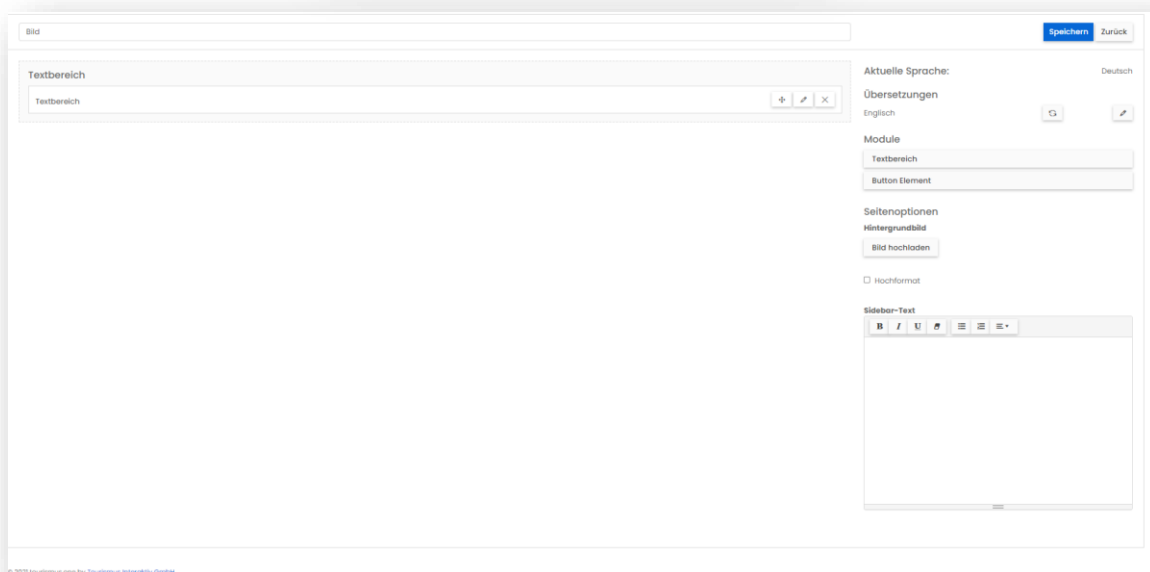 Bild
Speichern Zurück
Textbereich
Textbereich
Aktuelle Sprache: Deutsch
Übersetzungen
Englisch
Module
Textbereich
Button Element
Seitenoptionen
Hintergrundbild
Bild hochladen
Hochformat
Sidebar-Text
B I U